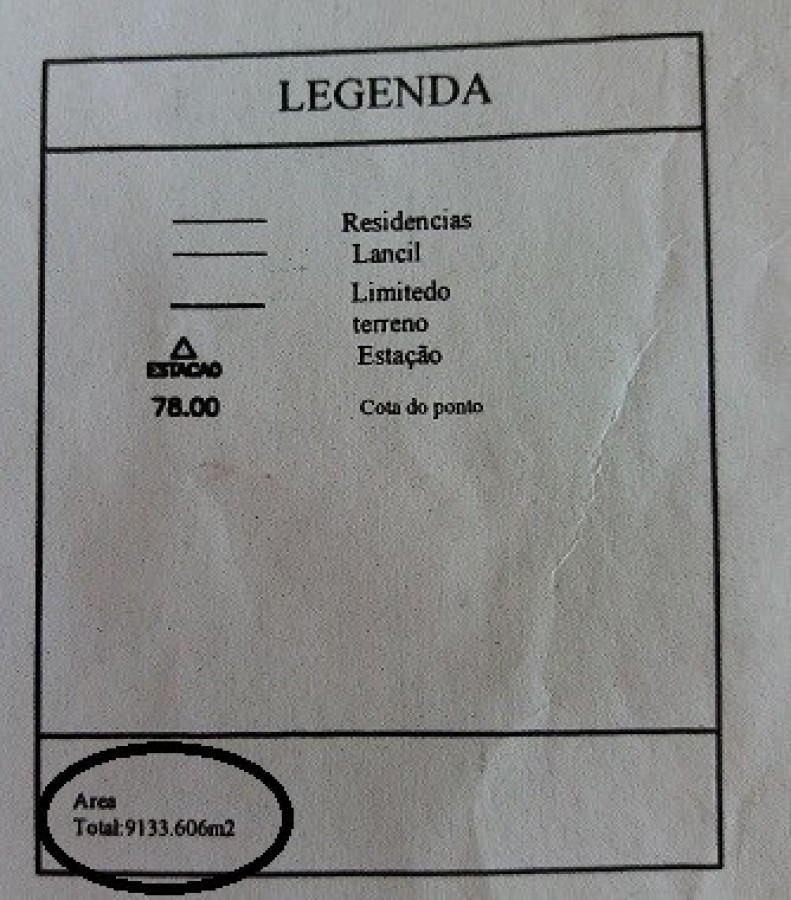 LEGENDA
Residencias
Lancil
Limitedo
terreno
ESTACAO Estação
78.00 Cota do ponto
Area
Total:9133.606m2